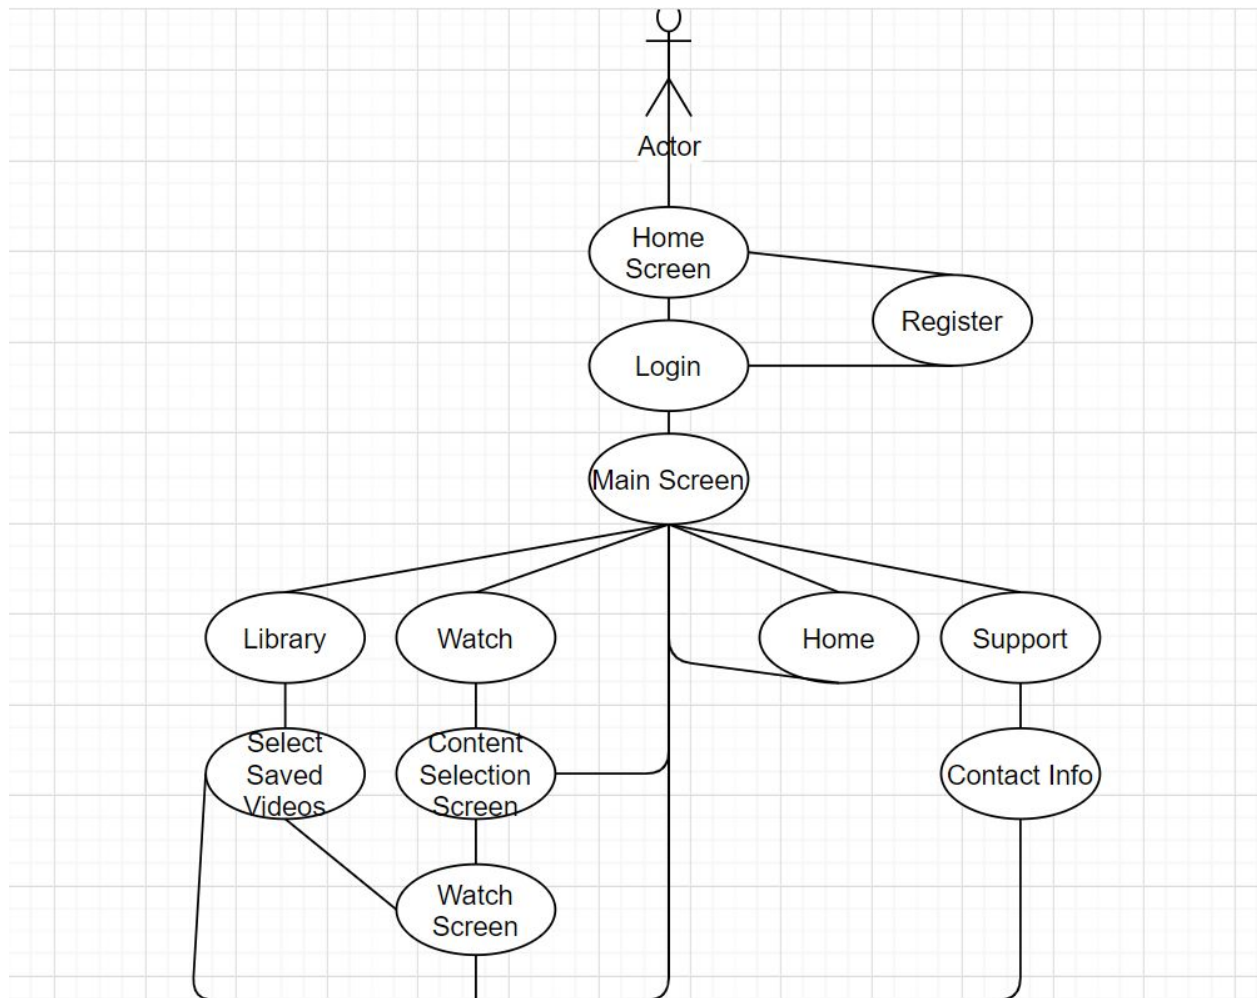 Actor
Home
Screen
Register
Login
Main Screen
Library
Watch
Home
Support
Select
Saved
Videos
Content
Selection
Screen
Contact Info
Watch
Screen